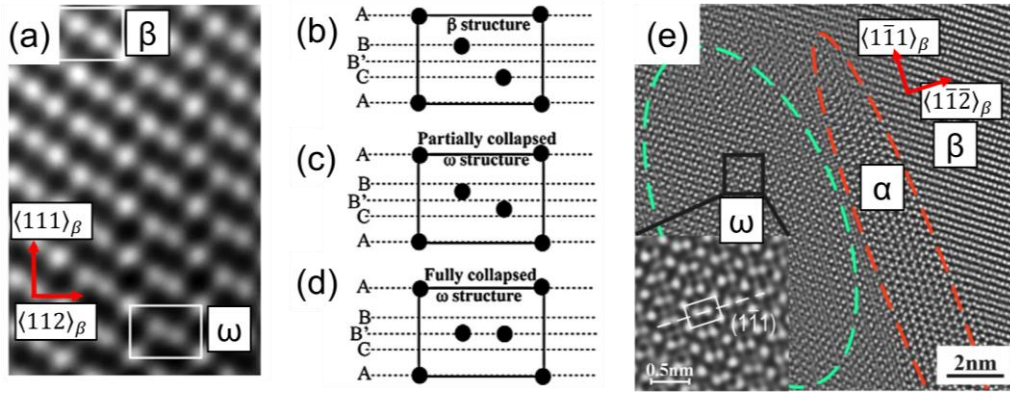 (a)
β
⟨111⟩β
⟨112⟩β
ω
(b)
A
β structure
B
B'
C
A
(c)
Partially collapsed
A
ω structure
B
B'
C
A
(d)
Fully collapsed
A
ω structure
B
B'
C
A
(e)
⟨11̅1⟩β
⟨11̅2̅⟩β
β
α
ω
(11̅1)
0.5nm
2nm